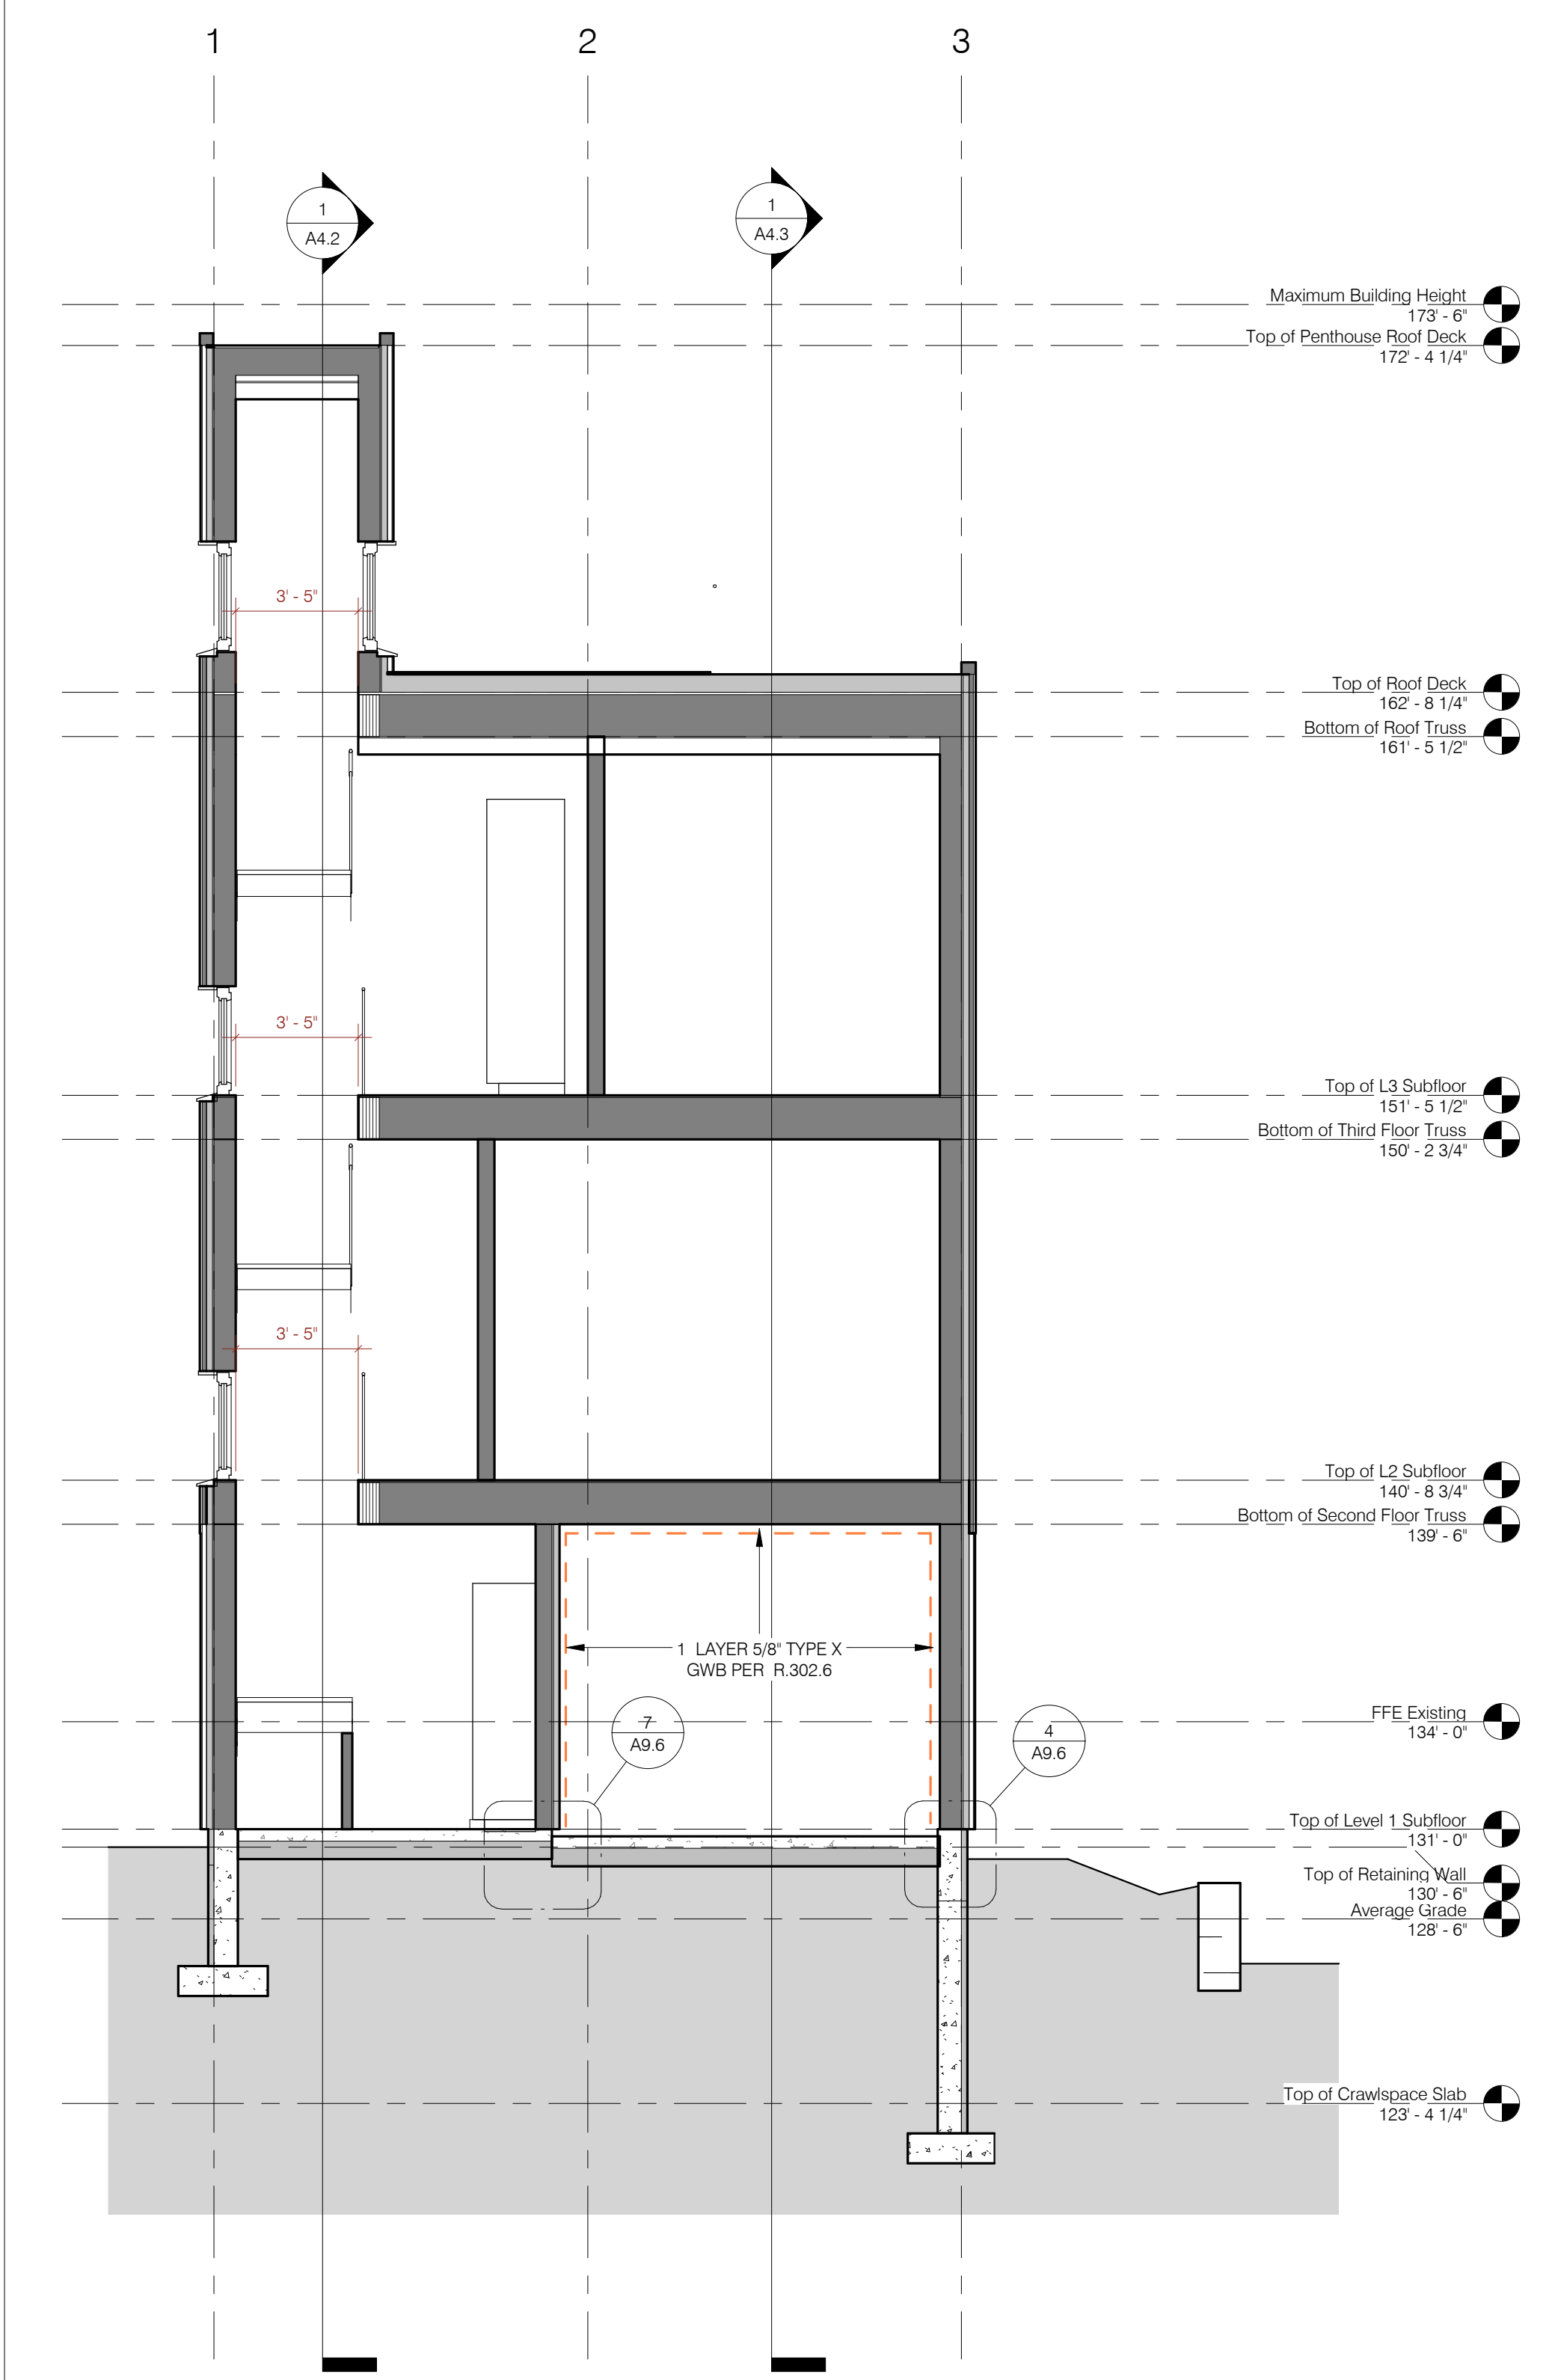 1
2
3
1
A4.2
1
A4.3
Maximum Building Height
173' - 6"
Top of Penthouse Roof Deck
172' - 4 1/4"
3' - 5"
Top of Roof Deck
162' - 8 1/4"
Bottom of Roof Truss
161' - 5 1/2"
3' - 5"
Top of L3 Subfloor
151' - 5 1/2"
Bottom of Third Floor Truss
150' - 2 3/4"
3' - 5"
Top of L2 Subfloor
140' - 8 3/4"
Bottom of Second Floor Truss
139' - 6"
1 LAYER 5/8" TYPE X
GWB PER R.302.6
FFE Existing
134' - 0"
7
A9.6
4
A9.6
Top of Level 1 Subfloor
131' - 0"
Top of Retaining Wall
130' - 6"
Average Grade
128' - 6"
Top of Crawlspace Slab
123' - 4 1/4"